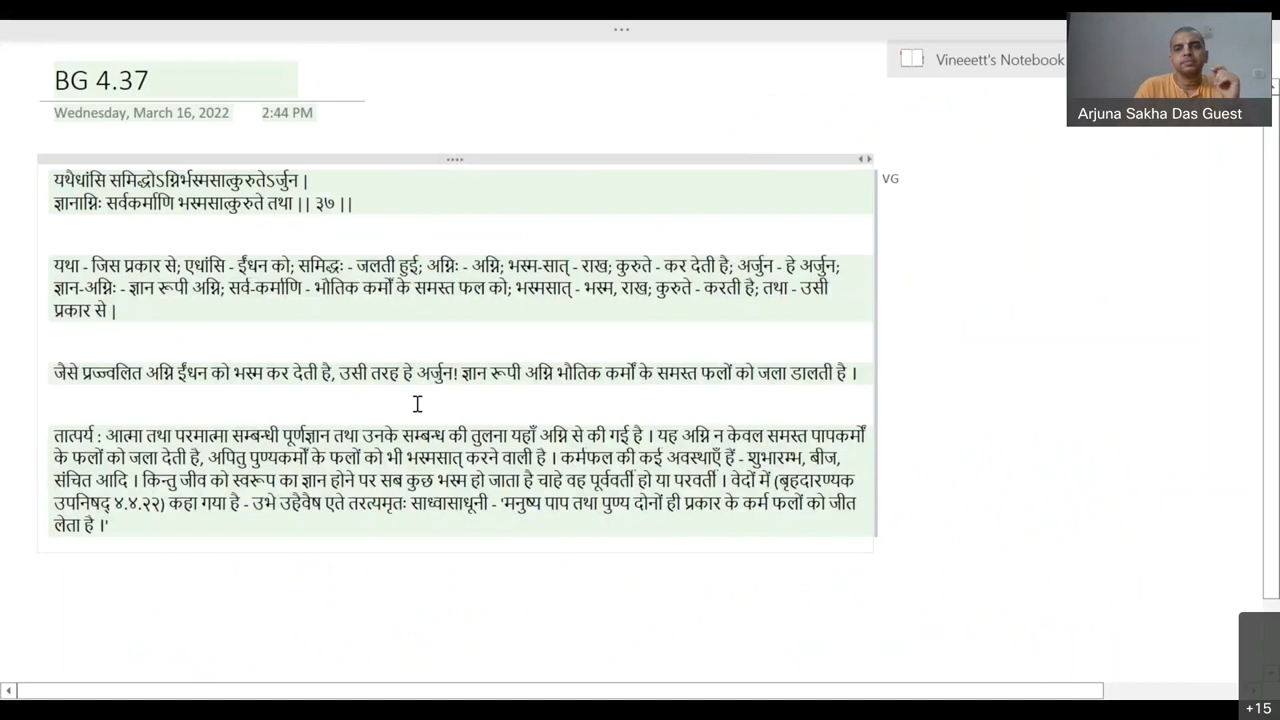 BG 4.37
Vineeett's Notebook
Arjuna Sakha Das Guest
Wednesday, March 16, 2022 2:44 PM
यथैधांसि समिद्धोऽग्निर्भस्मसात्कुरुतेऽर्जुन |
ज्ञानाग्निः सर्वकर्माणि भस्मसात्कुरुते तथा || ३७ ||
VG
यथा - जिस प्रकार से; एधांसि - ईंधन को; समिद्धः - जलती हुई; अग्निः - अग्नि; भस्म-सात् - राख; कुरुते - कर देती है; अर्जुन - हे अर्जुन;
ज्ञान-अग्निः - ज्ञान रूपी अग्नि; सर्व-कर्माणि - भौतिक कर्मों के समस्त फल को; भस्मसात् - भस्म, राख; कुरुते - करती है; तथा - उसी
प्रकार से |
जैसे प्रज्ज्वलित अग्नि ईंधन को भस्म कर देती है, उसी तरह हे अर्जुन! ज्ञान रूपी अग्नि भौतिक कर्मों के समस्त फलों को जला डालती है ।
तात्पर्य : आत्मा तथा परमात्मा सम्बन्धी पूर्णज्ञान तथा उनके सम्बन्ध की तुलना यहाँ अग्नि से की गई है । यह अग्नि न केवल समस्त पापकर्मों
के फलों को जला देती है, अपितु पुण्यकर्मों के फलों को भी भस्मसात् करने वाली है । कर्मफल की कई अवस्थाएँ हैं - शुभारम्भ, बीज,
संचित आदि । किन्तु जीव को स्वरूप का ज्ञान होने पर सब कुछ भस्म हो जाता है चाहे वह पूर्ववर्ती हो या परवर्ती । वेदों में (बृहदारण्यक
उपनिषद् ४.४.२२) कहा गया है - उभे उहैवैष एते तरत्यमृतः साध्वासाधूनी - 'मनुष्य पाप तथा पुण्य दोनों ही प्रकार के कर्म फलों को जीत
लेता है ।'
+15